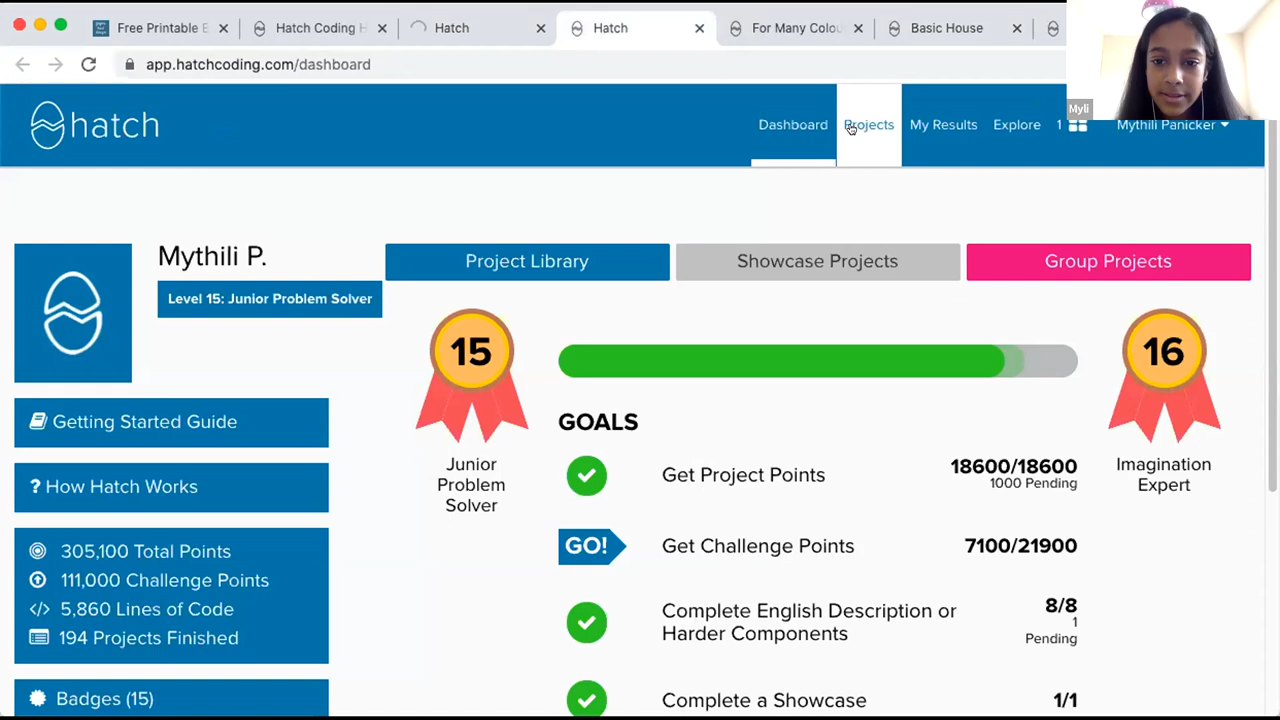 Free Printable
Hatch Coding H
Hatch
Hatch
For Many Colou
Basic House
app.hatchcoding.com/dashboard
Myli
hatch
Dashboard
Projects
My Results
Explore
1
Mythili Panicker
Mythili P.
Level 15: Junior Problem Solver
Project Library
Showcase Projects
Group Projects
15
16
Junior
Problem
Solver
Imagination
Expert
GOALS
Get Project Points
18600/18600
1000 Pending
GO!
Get Challenge Points
7100/21900
Complete English Description or
Harder Components
8/8
1
Pending
Complete a Showcase
1/1
Getting Started Guide
? How Hatch Works
305,100 Total Points
111,000 Challenge Points
</> 5,860 Lines of Code
194 Projects Finished
Badges (15)